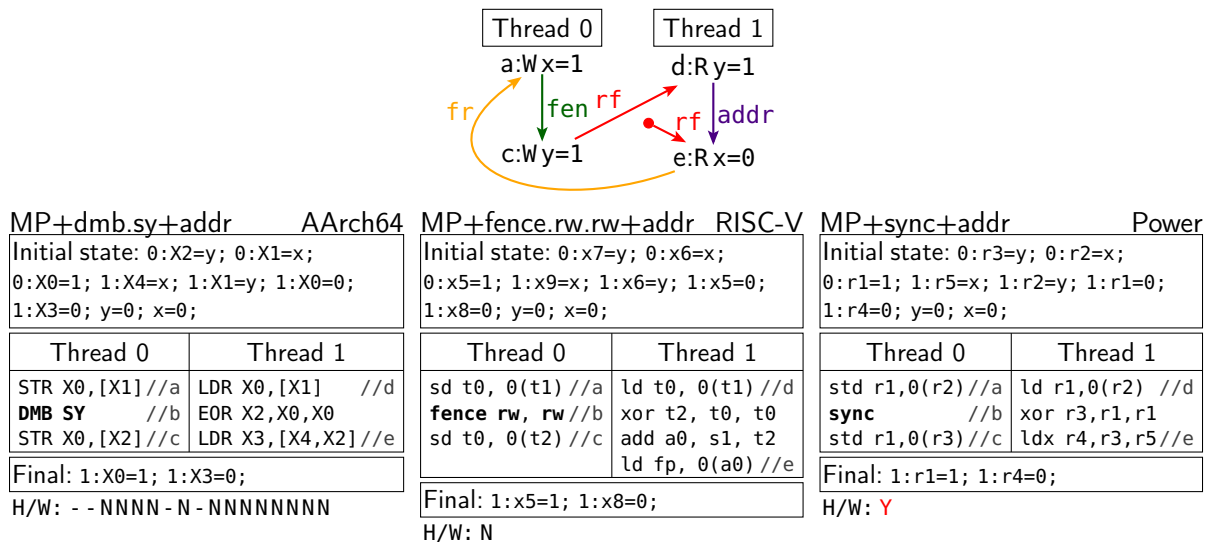 Thread 0 Thread 1
a:W x=1 d:R y=1
fr fen rf rf addr
c:W y=1 e:R x=0
MP+dmb.sy+addr AArch64
Initial state: 0:X2=y; 0:X1=x;
0:X0=1; 1:X4=x; 1:X1=y; 1:X0=0;
1:X3=0; y=0; x=0;
Thread 0 Thread 1
STR X0,[X1]//a LDR X0,[X1] //d
DMB SY //b EOR X2,X0,X0
STR X0,[X2]//c LDR X3,[X4,X2]//e
Final: 1:X0=1; 1:X3=0;
H/W: --NNNN-N-NNNNNNNN
MP+fence.rw.rw+addr RISC-V
Initial state: 0:x7=y; 0:x6=x;
0:x5=1; 1:x9=x; 1:x6=y; 1:x5=0;
1:x8=0; y=0; x=0;
Thread 0 Thread 1
sd t0, 0(t1)//a ld t0, 0(t1)//d
fence rw, rw//b xor t2, t0, t0
sd t0, 0(t2)//c add a0, s1, t2
ld fp, 0(a0)//e
Final: 1:x5=1; 1:x8=0;
H/W: N
MP+sync+addr Power
Initial state: 0:r3=y; 0:r2=x;
0:r1=1; 1:r5=x; 1:r2=y; 1:r1=0;
1:r4=0; y=0; x=0;
Thread 0 Thread 1
std r1,0(r2)//a ld r1,0(r2) //d
sync //b xor r3,r1,r1
std r1,0(r3)//c ldx r4,r3,r5//e
Final: 1:r1=1; 1:r4=0;
H/W: Y